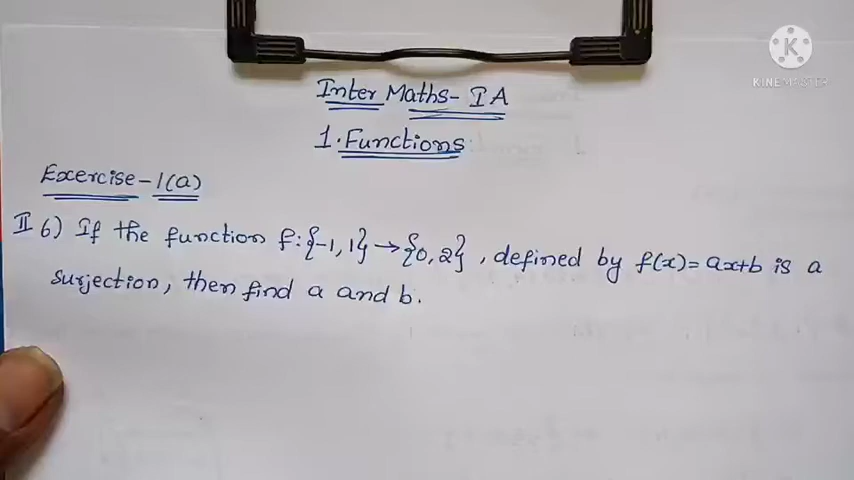 Inter Maths- IA
1. Functions
Exercise-1(a)
II 6) If the function f:{-1, 1} → {0, 2}, defined by f(x)= ax+b is a
surjection, then find a and b.
K
KINEMASTER